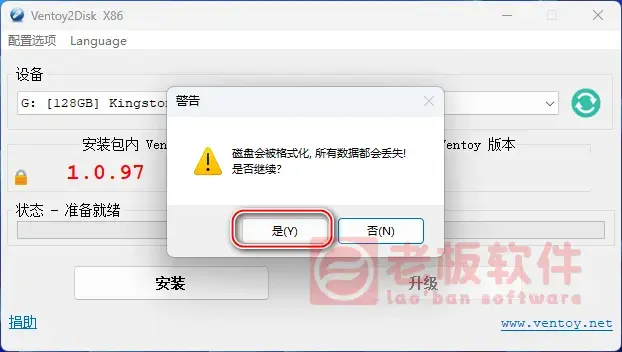 Ventoy2Disk X86
配置选项 Language
设备
G: [128GB] Kingston
安装包内 Ven
Ventoy 版本
1.0.97
状态 - 准备就绪
警告
磁盘会被格式化, 所有数据都会丢失!
是否继续?
是(Y)
否(N)
安装
升级
老板软件
lao'ban software
捐助
www.ventoy.net